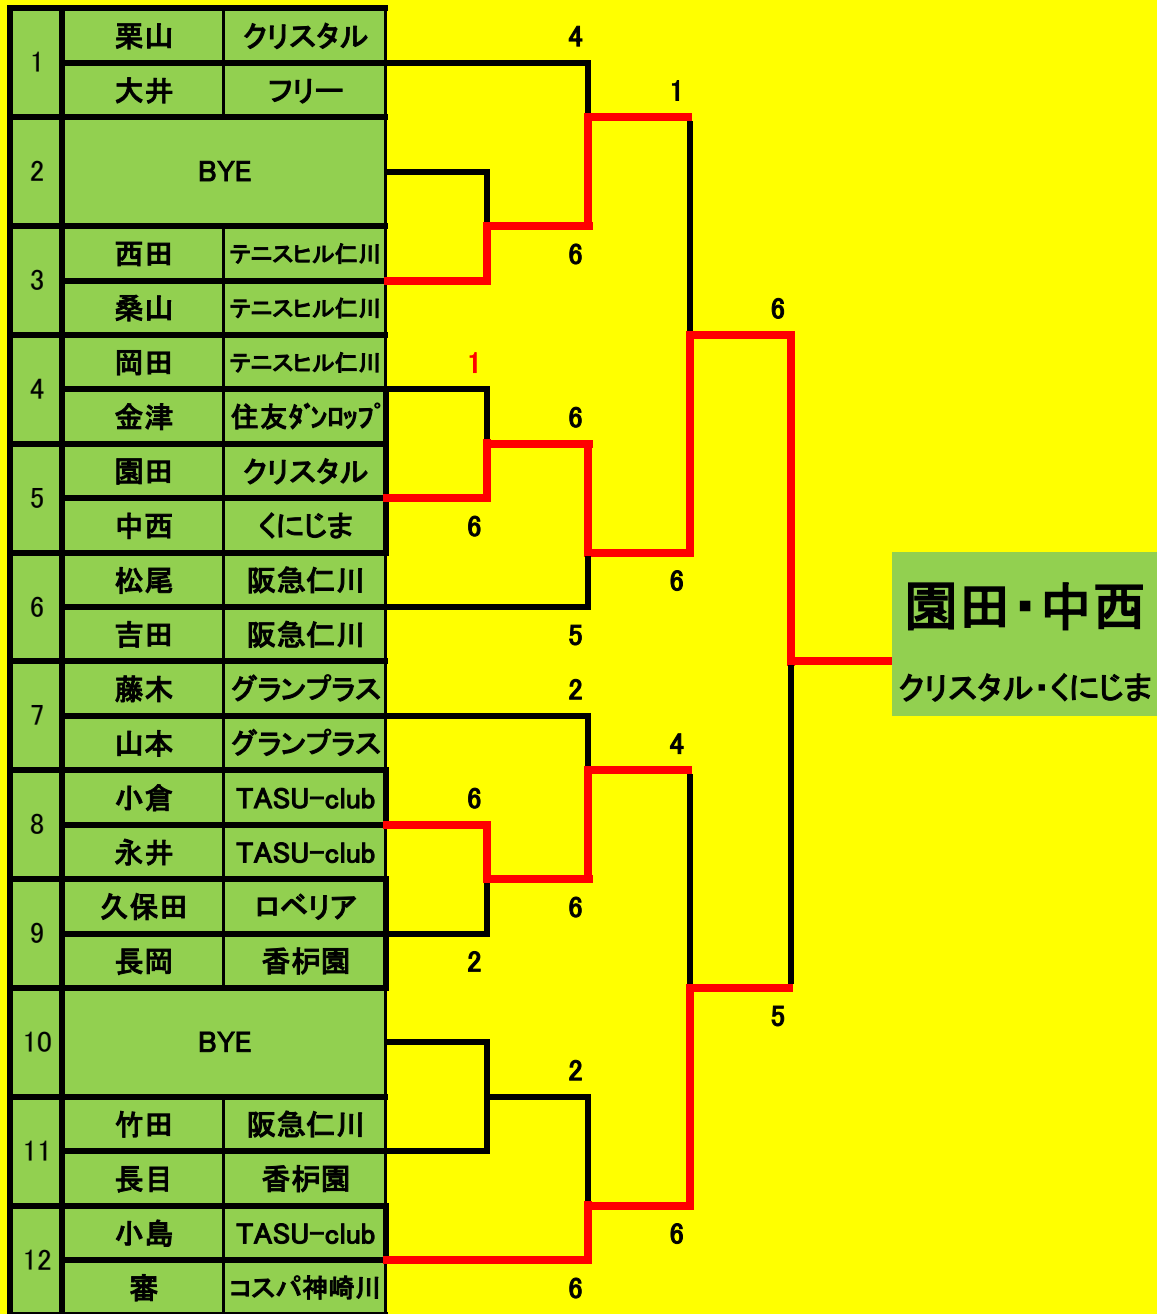 1 栗山 クリスタル
大井 フリー
2 BYE
3 西田 テニスヒル仁川
桑山 テニスヒル仁川
4 岡田 テニスヒル仁川
金津 住友ダンロップ
5 園田 クリスタル
中西 くにじま
6 松尾 阪急仁川
吉田 阪急仁川
7 藤木 グランプラス
山本 グランプラス
8 小倉 TASU-club
永井 TASU-club
9 久保田 ロベリア
長岡 香枦園
10 BYE
11 竹田 阪急仁川
長目 香枦園
12 小島 TASU-club
審 コスパ神崎川
1
6
6
2
4
6
6
5
2
6
2
6
1
6
4
6
6
5
園田・中西
クリスタル・くにじま